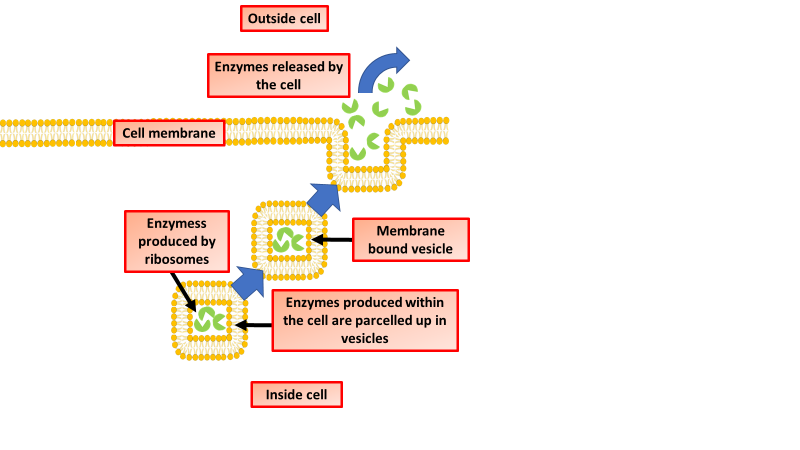 Outside cell
Enzymes released by
the cell
Cell membrane
Enzymess
produced by
ribosomes
Membrane
bound vesicle
Enzymes produced within
the cell are parcelled up in
vesicles
Inside cell